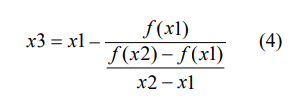 x3 = x1 − f(x1) / ((f(x2) − f(x1)) / (x2 − x1)) (4)